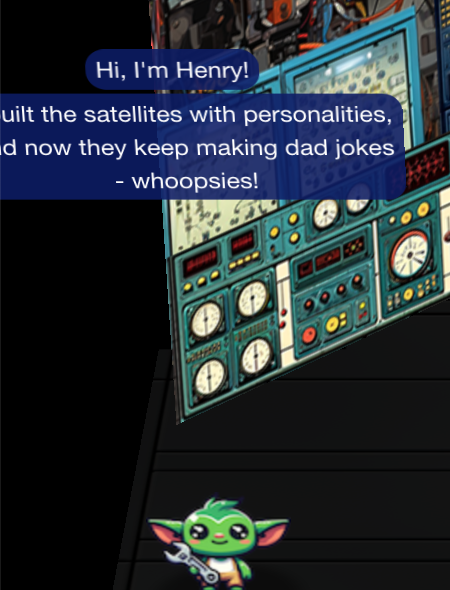 Hi, I'm Henry!
uilt the satellites with personalities,
now they keep making dad jokes
- whoopsies!